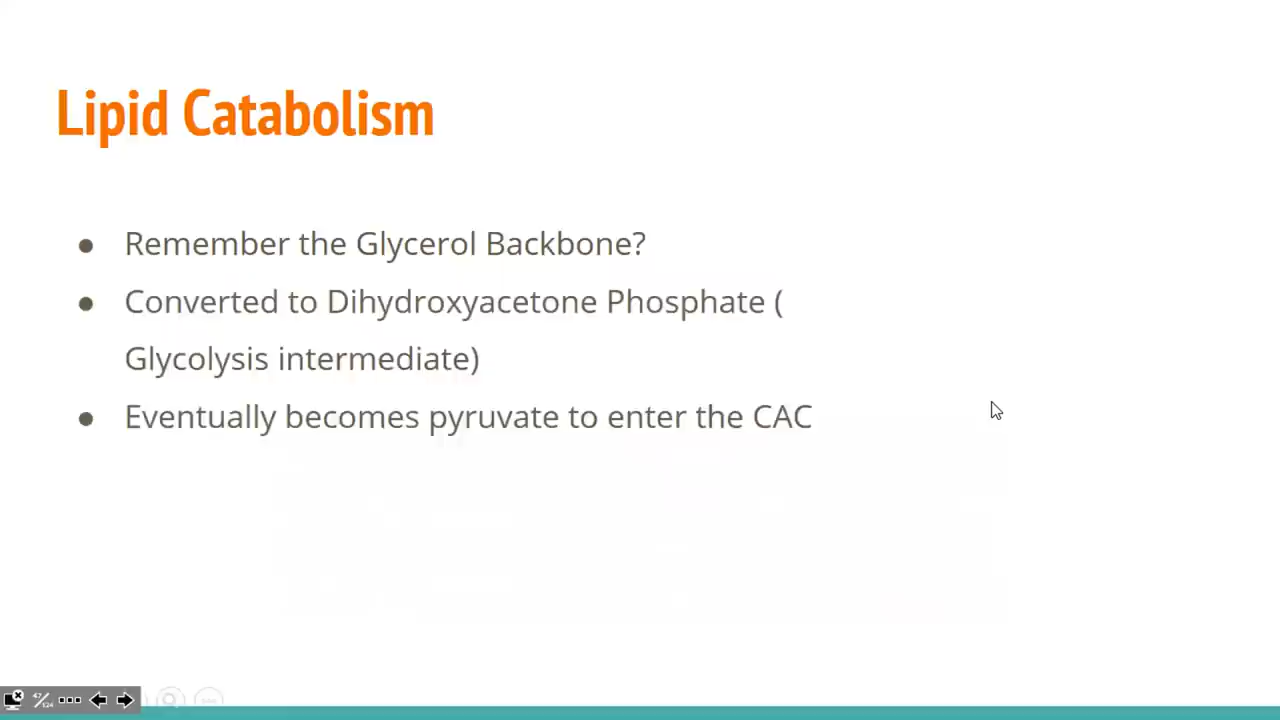 Lipid Catabolism
● Remember the Glycerol Backbone?
● Converted to Dihydroxyacetone Phosphate (
Glycolysis intermediate)
● Eventually becomes pyruvate to enter the CAC